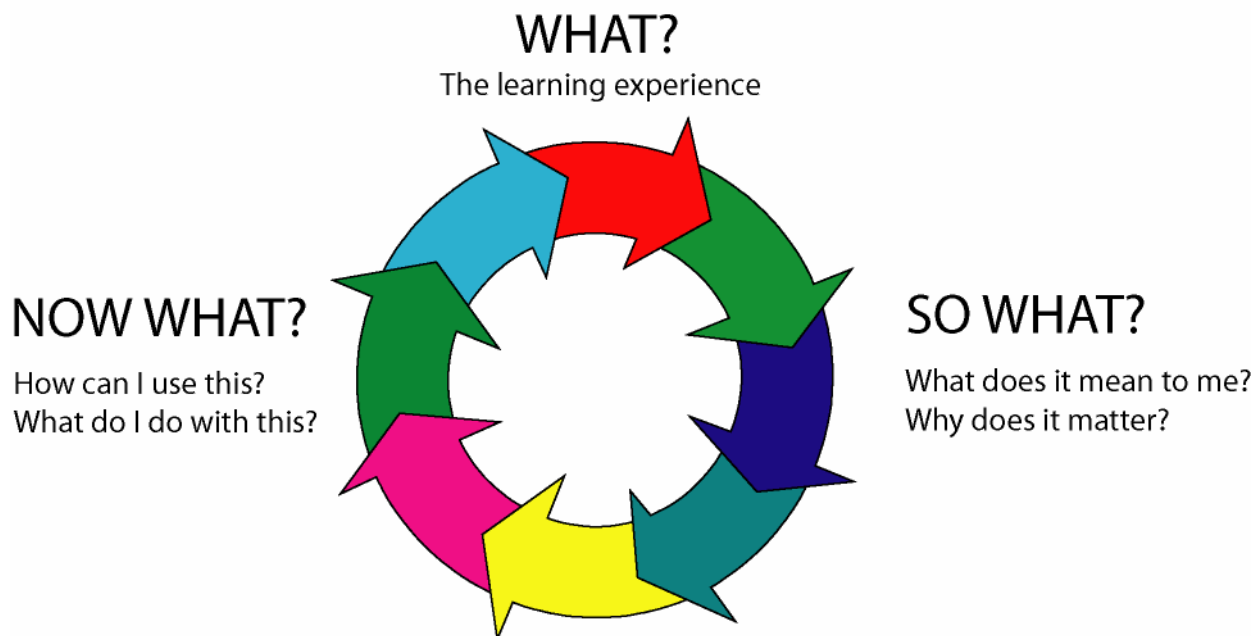 WHAT?
The learning experience
SO WHAT?
What does it mean to me?
Why does it matter?
NOW WHAT?
How can I use this?
What do I do with this?